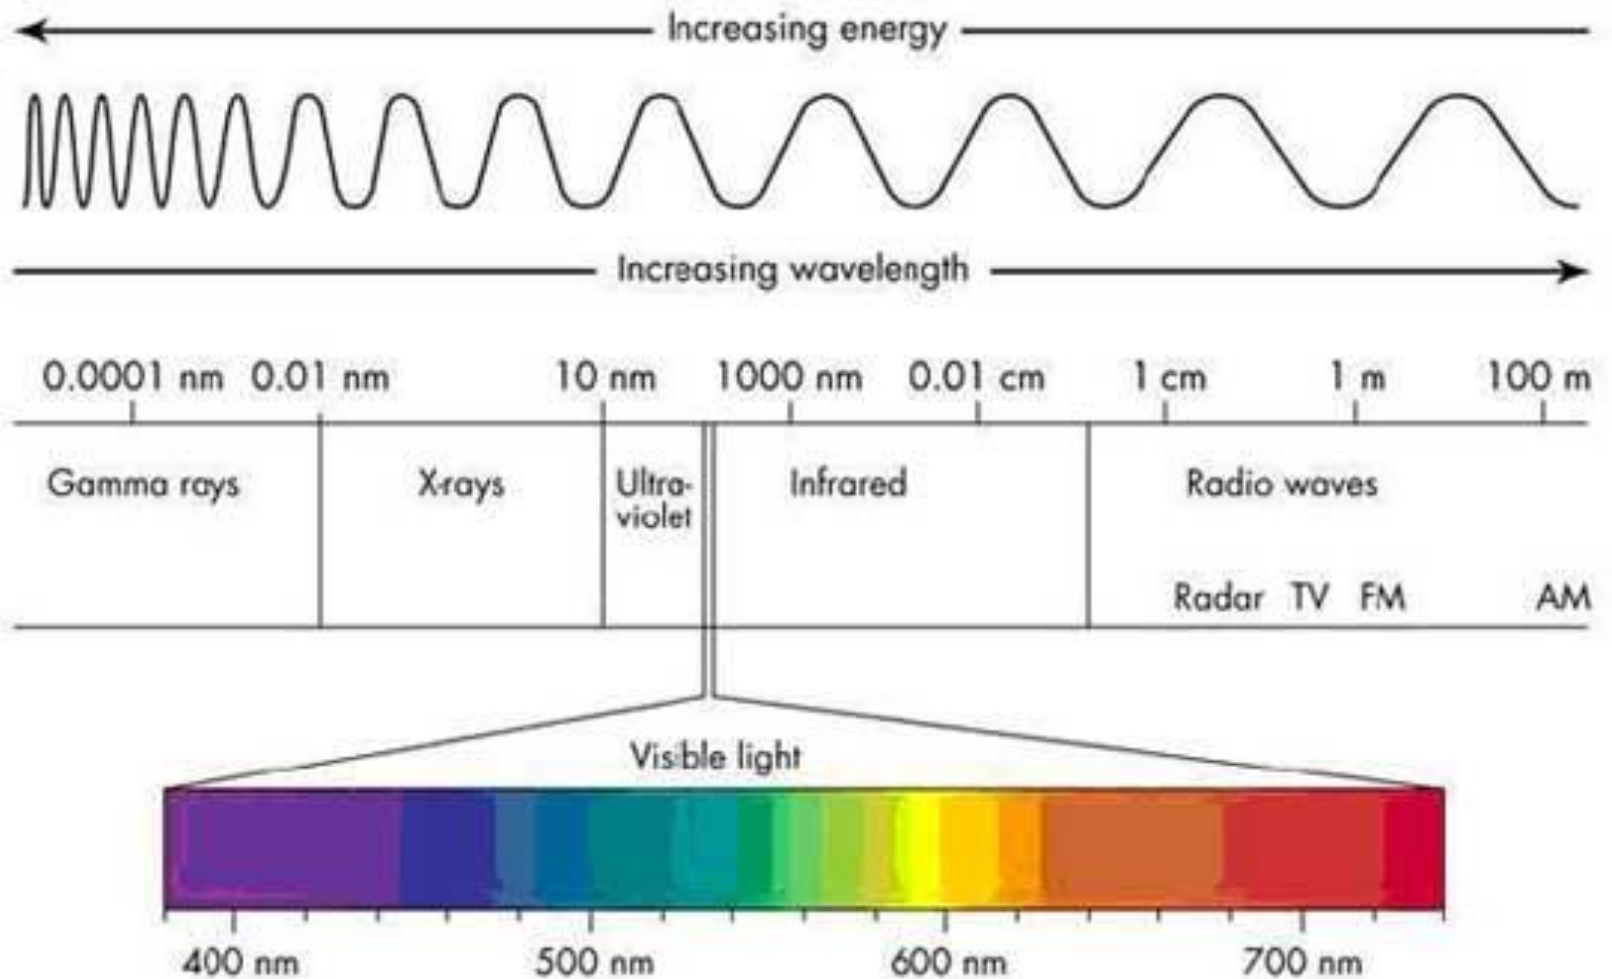 Increasing energy
Increasing wavelength
0.0001 nm 0.01 nm 10 nm 1000 nm 0.01 cm 1 cm 1 m 100 m
Gamma rays X-rays Ultra- Infrared Radio waves
violet
Radar TV FM AM
Visible light
400 nm 500 nm 600 nm 700 nm